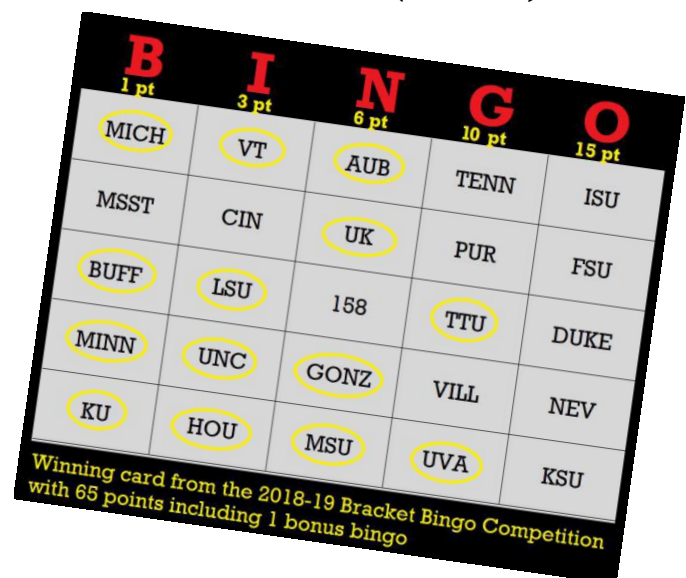 B I N G O
1 pt 3 pt 6 pt 10 pt 15 pt
MICH VT AUB TENN ISU
MSST CIN UK PUR FSU
BUFF LSU 158 TTU DUKE
MINN UNC GONZ VILL NEV
KU HOU MSU UVA KSU
Winning card from the 2018-19 Bracket Bingo Competition
with 65 points including 1 bonus bingo